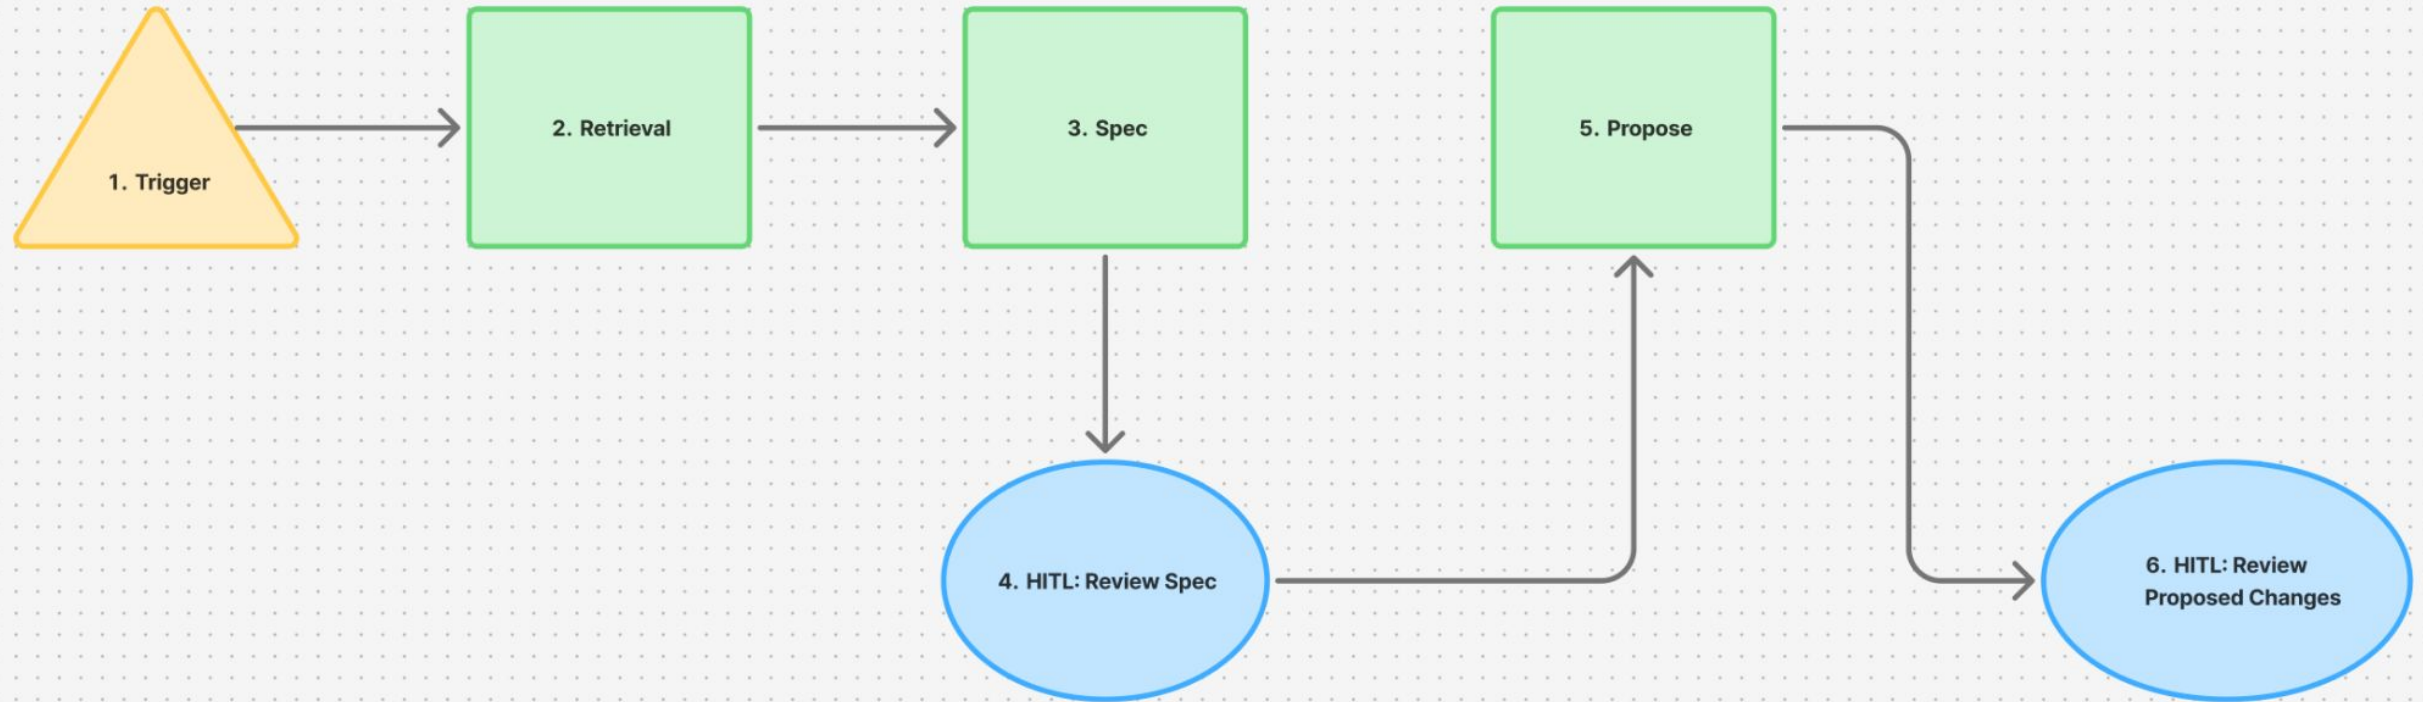 1. Trigger
2. Retrieval
3. Spec
5. Propose
4. HITL: Review Spec
6. HITL: Review
Proposed Changes